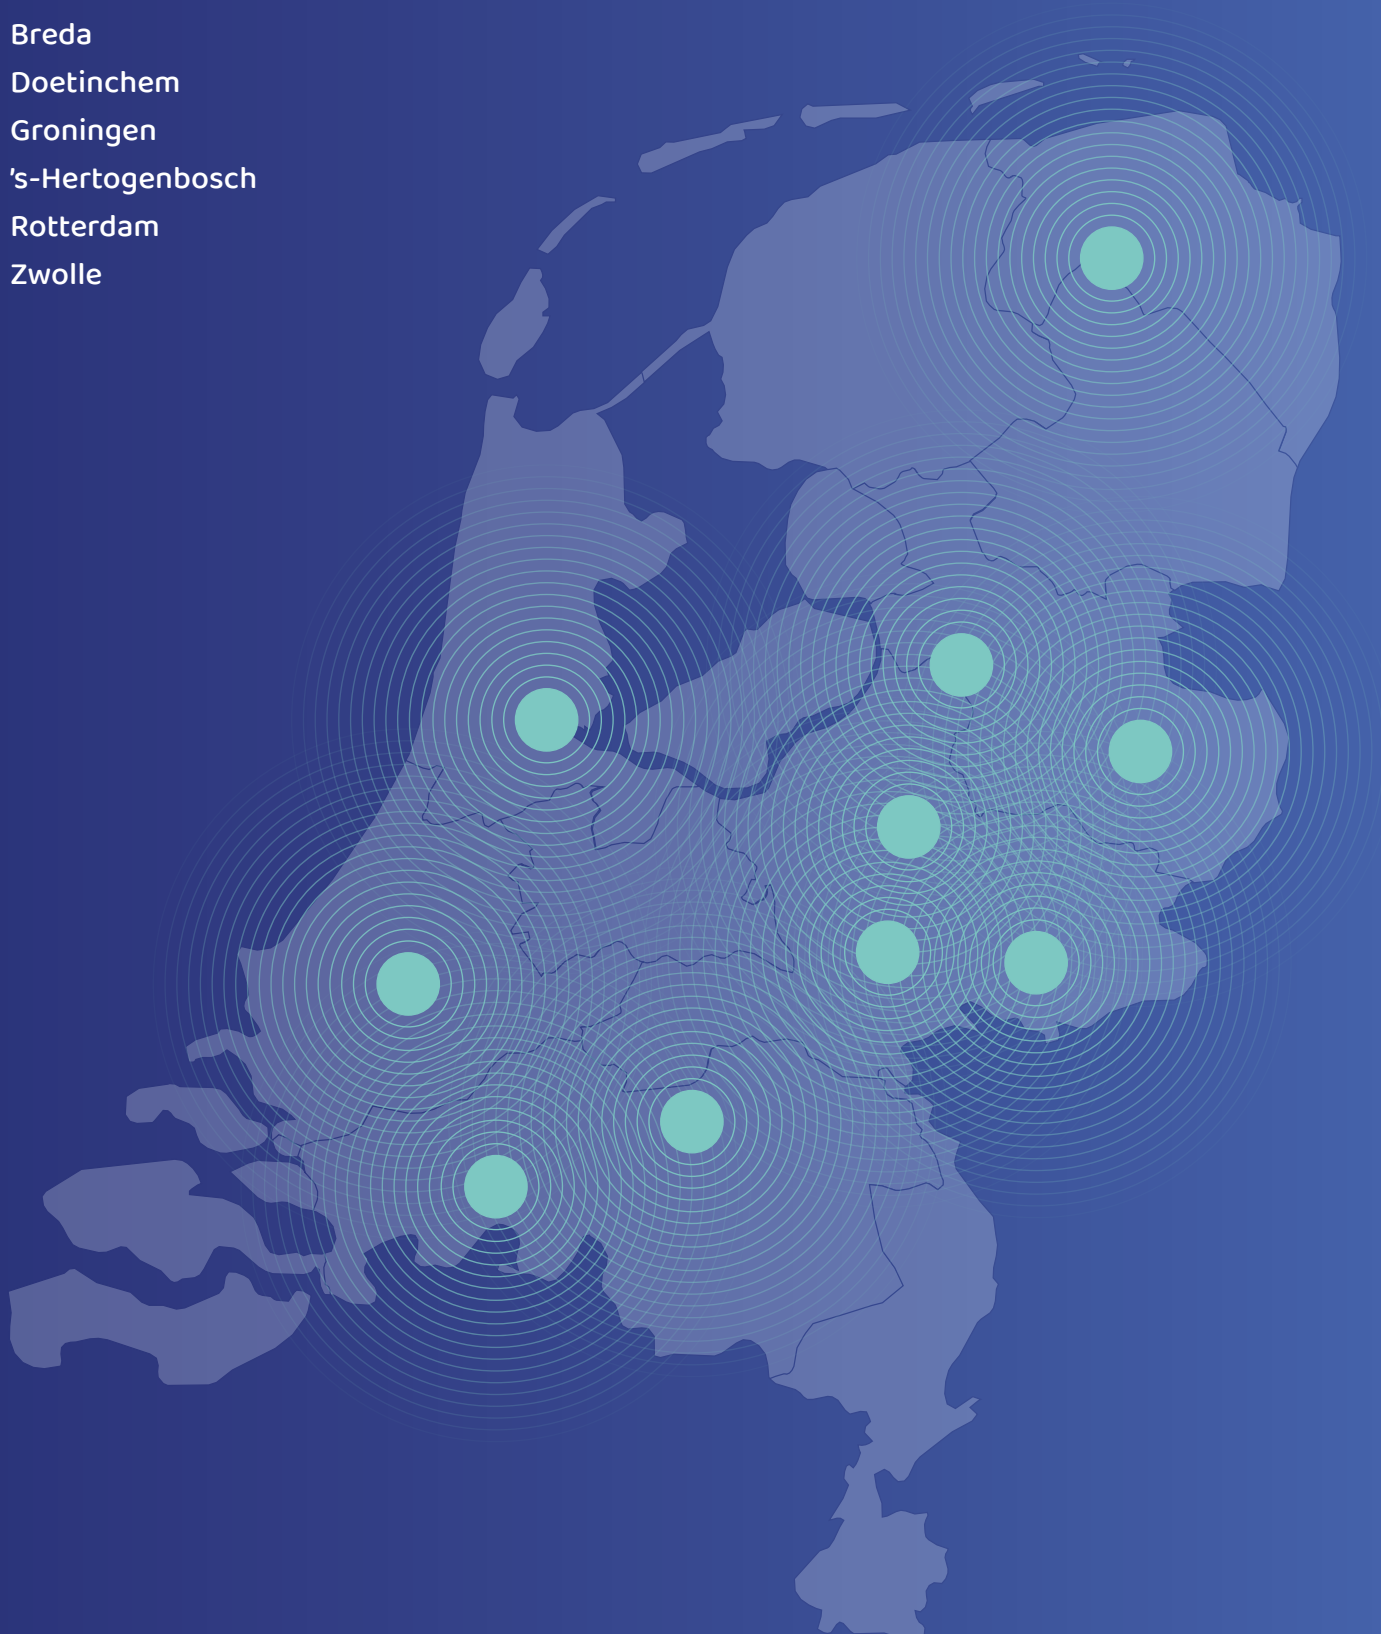 Breda
Doetinchem
Groningen
’s-Hertogenbosch
Rotterdam
Zwolle